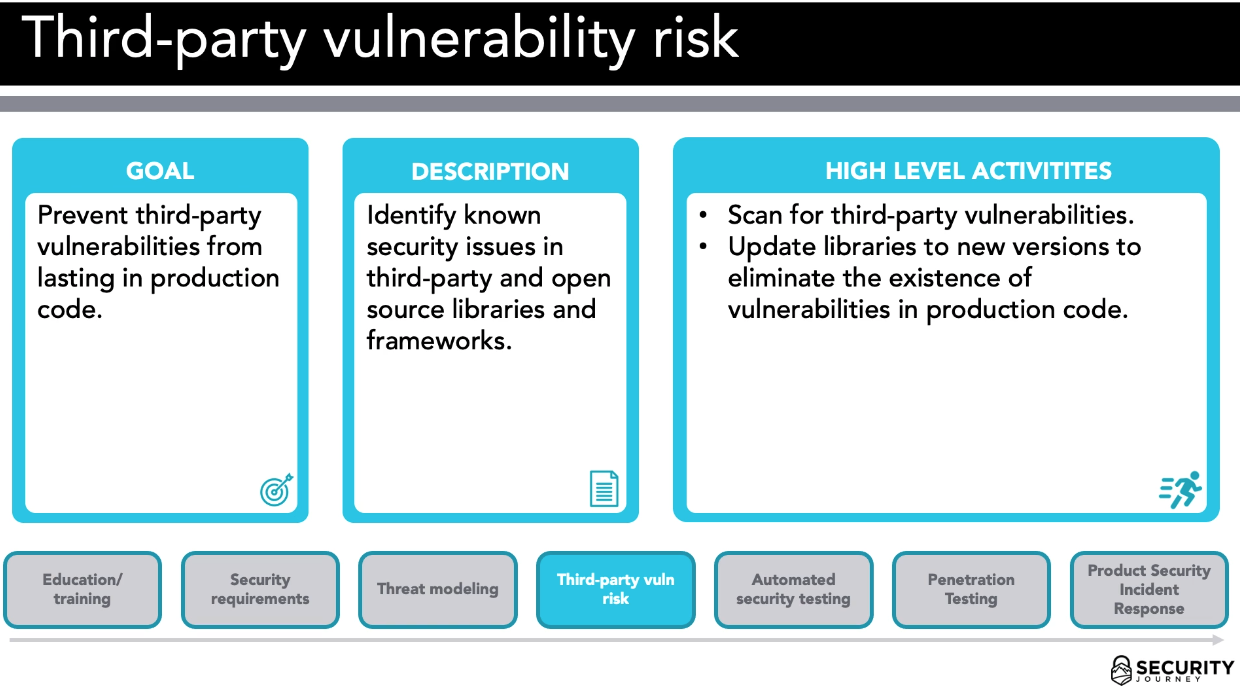 Third-party vulnerability risk
GOAL
Prevent third-party
vulnerabilities from
lasting in production
code.
DESCRIPTION
Identify known
security issues in
third-party and open
source libraries and
frameworks.
HIGH LEVEL ACTIVITITES
• Scan for third-party vulnerabilities.
• Update libraries to new versions to
eliminate the existence of
vulnerabilities in production code.
Education/
training
Security
requirements
Threat modeling
Third-party vuln
risk
Automated
security testing
Penetration
Testing
Product Security
Incident
Response
SECURITY
JOURNEY